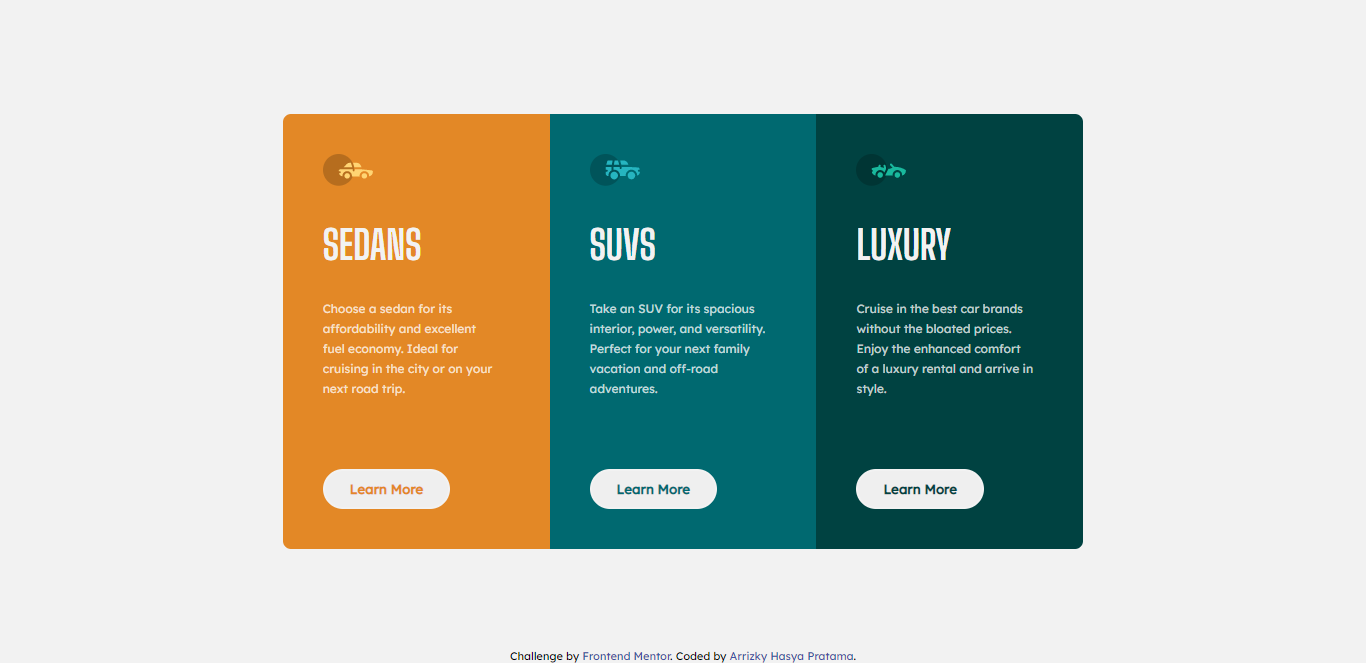 SEDANS
Choose a sedan for its
affordability and excellent
fuel economy. Ideal for
cruising in the city or on your
next road trip.
Learn More
SUVS
Take an SUV for its spacious
interior, power, and versatility.
Perfect for your next family
vacation and off-road
adventures.
Learn More
LUXURY
Cruise in the best car brands
without the bloated prices.
Enjoy the enhanced comfort
of a luxury rental and arrive in
style.
Learn More
Challenge by Frontend Mentor. Coded by Arrizky Hasya Pratama.